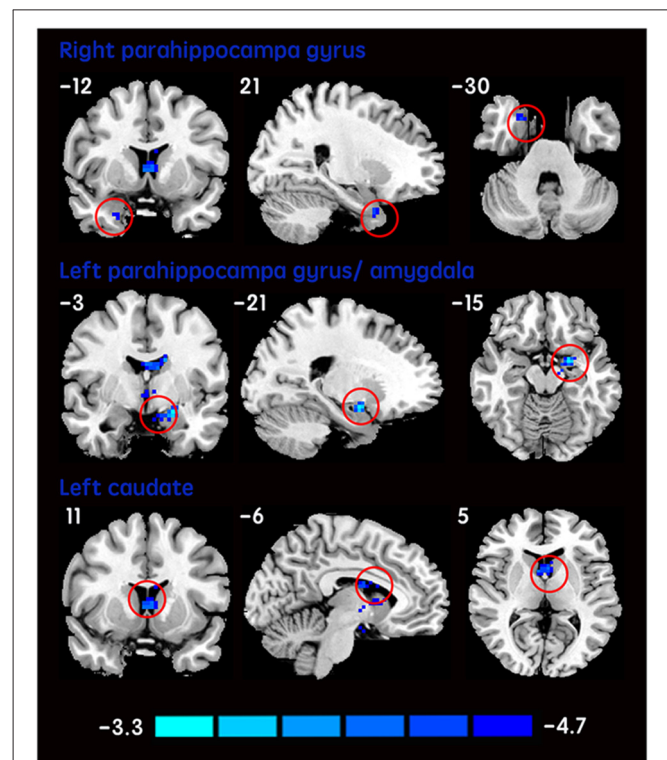 Right parahippocampa gyrus
-12 21 -30
Left parahippocampa gyrus/ amygdala
-3 -21 -15
Left caudate
11 -6 5
-3.3 -4.7